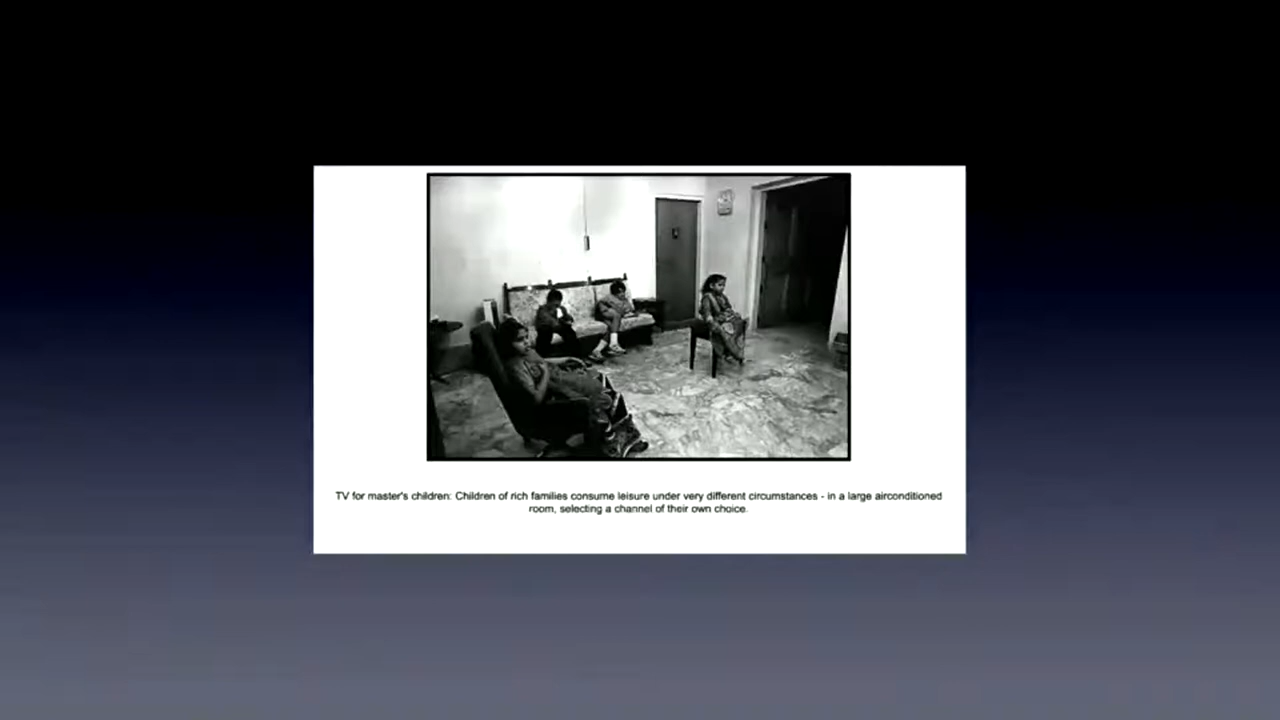 TV for master's children: Children of rich families consume leisure under very different circumstances - in a large airconditioned
room, selecting a channel of their own choice.